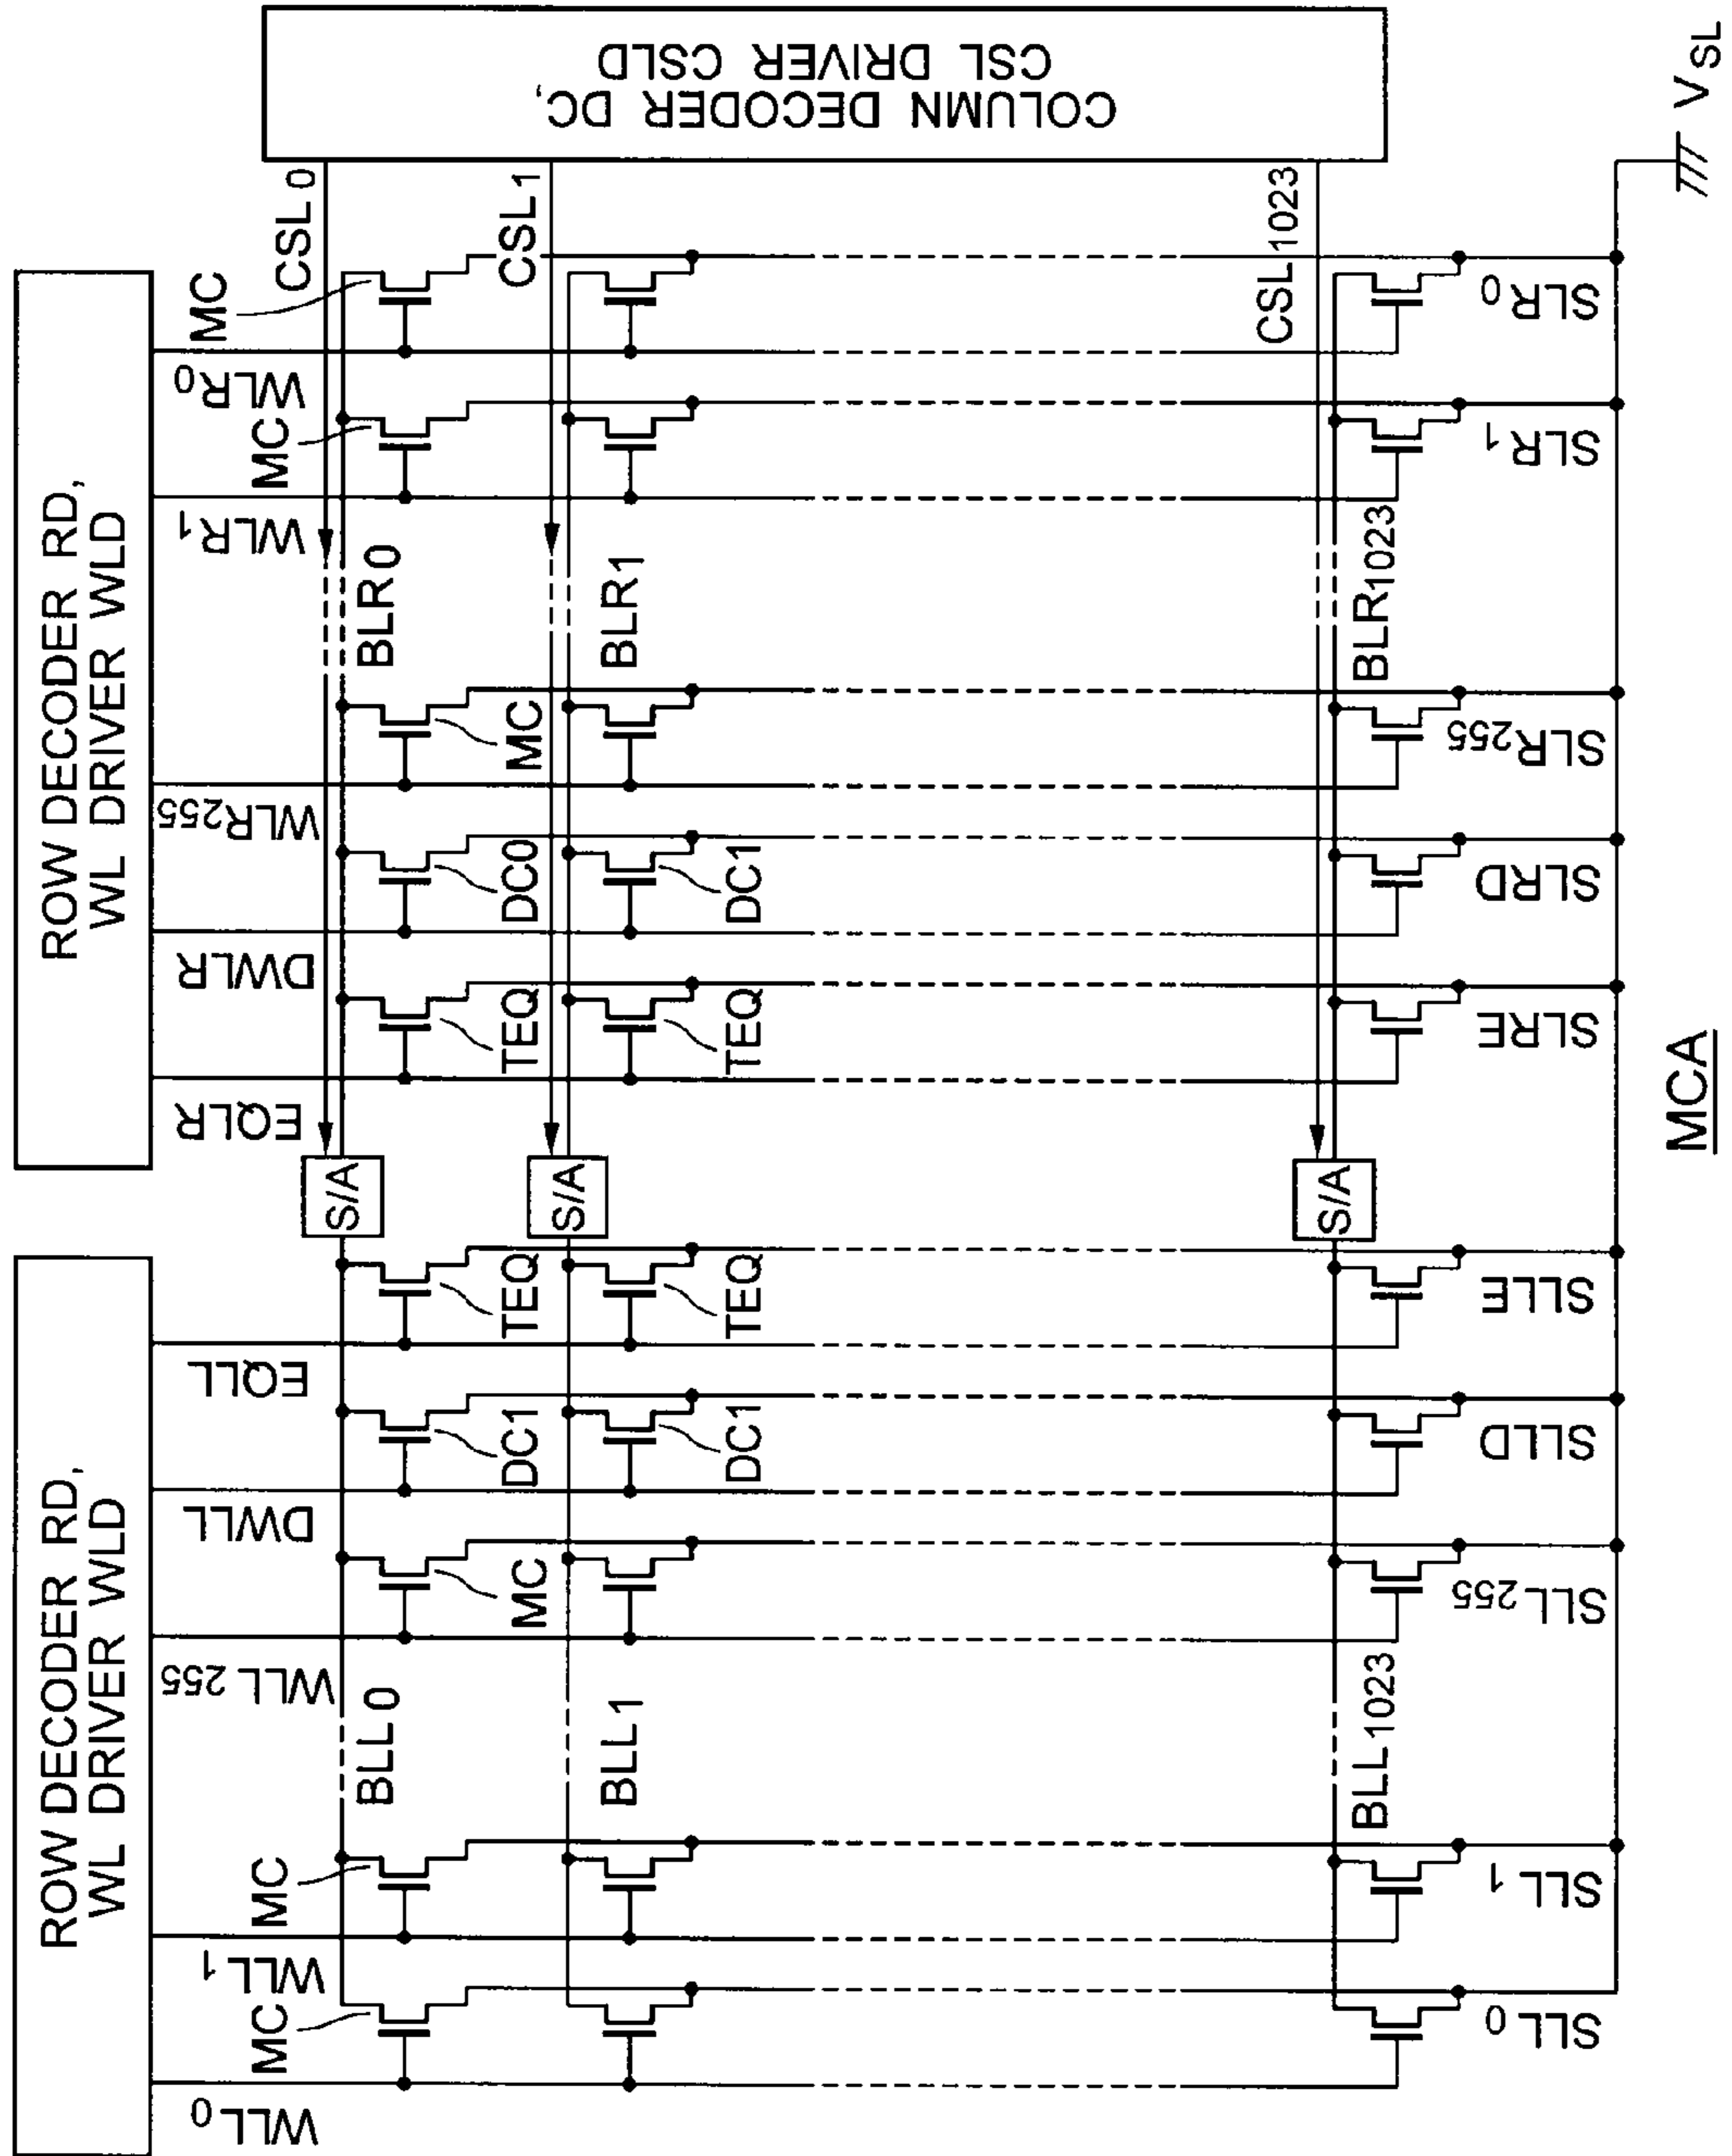 ROW DECODER RD,
WL DRIVER WLD
ROW DECODER RD,
WL DRIVER WLD
COLUMN DECODER DC,
CSL DRIVER CSLD
WLL0
WLL1
WLL255
DWLL
EQLL
EQLR
DWLR
WLR255
WLR1
WLR0
MC
MC
MC
DC1
TEQ
S/A
TEQ
DC0
MC
MC
MC
CSL0
BLL0
BLR0
DC1
TEQ
S/A
TEQ
DC1
CSL1
BLL1
BLR1
S/A
CSL1023
BLL1023
BLR1023
SLL0
SLL1
SLL255
SLLD
SLLE
SLRE
SLRD
SLR255
SLR1
SLR0
VSL
MCA